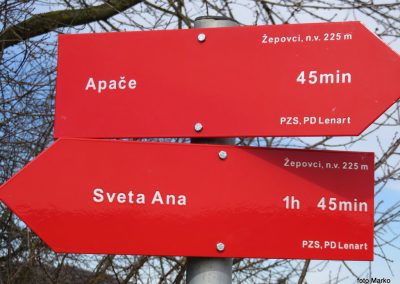 Žepovci, n.v. 225 m
Apače 45min
PZS, PD Lenart
Žepovci, n.v. 225 m
Sveta Ana 1h 45min
PZS, PD Lenart
foto Marko